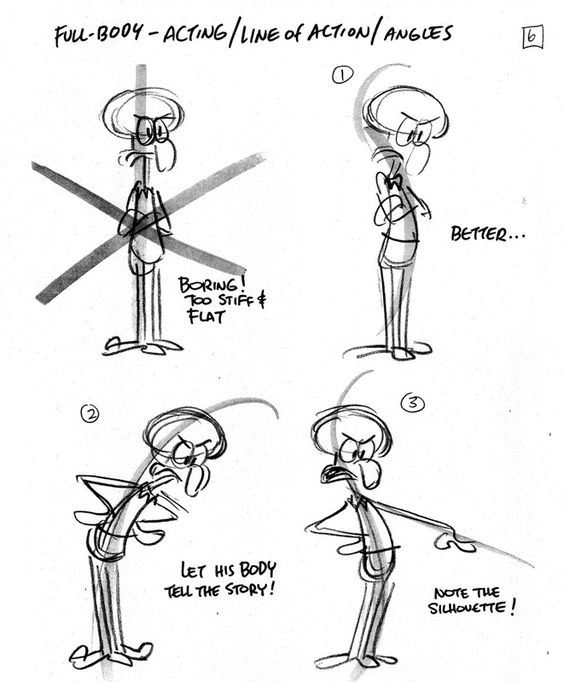 FULL-BODY - ACTING/LINE of ACTION/ANGLES
6
1
BORING!
TOO STIFF &
FLAT
BETTER...
2
3
LET HIS BODY
TELL THE STORY!
NOTE THE
SILHOUETTE!